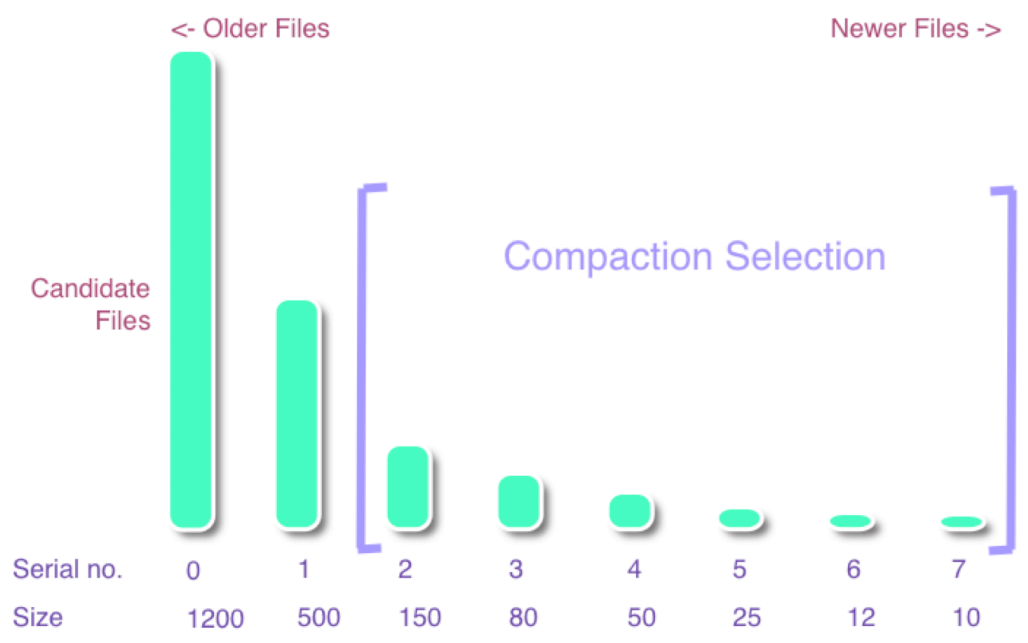 <- Older Files
Newer Files ->
Compaction Selection
Candidate
Files
Serial no. 0 1 2 3 4 5 6 7
Size 1200 500 150 80 50 25 12 10